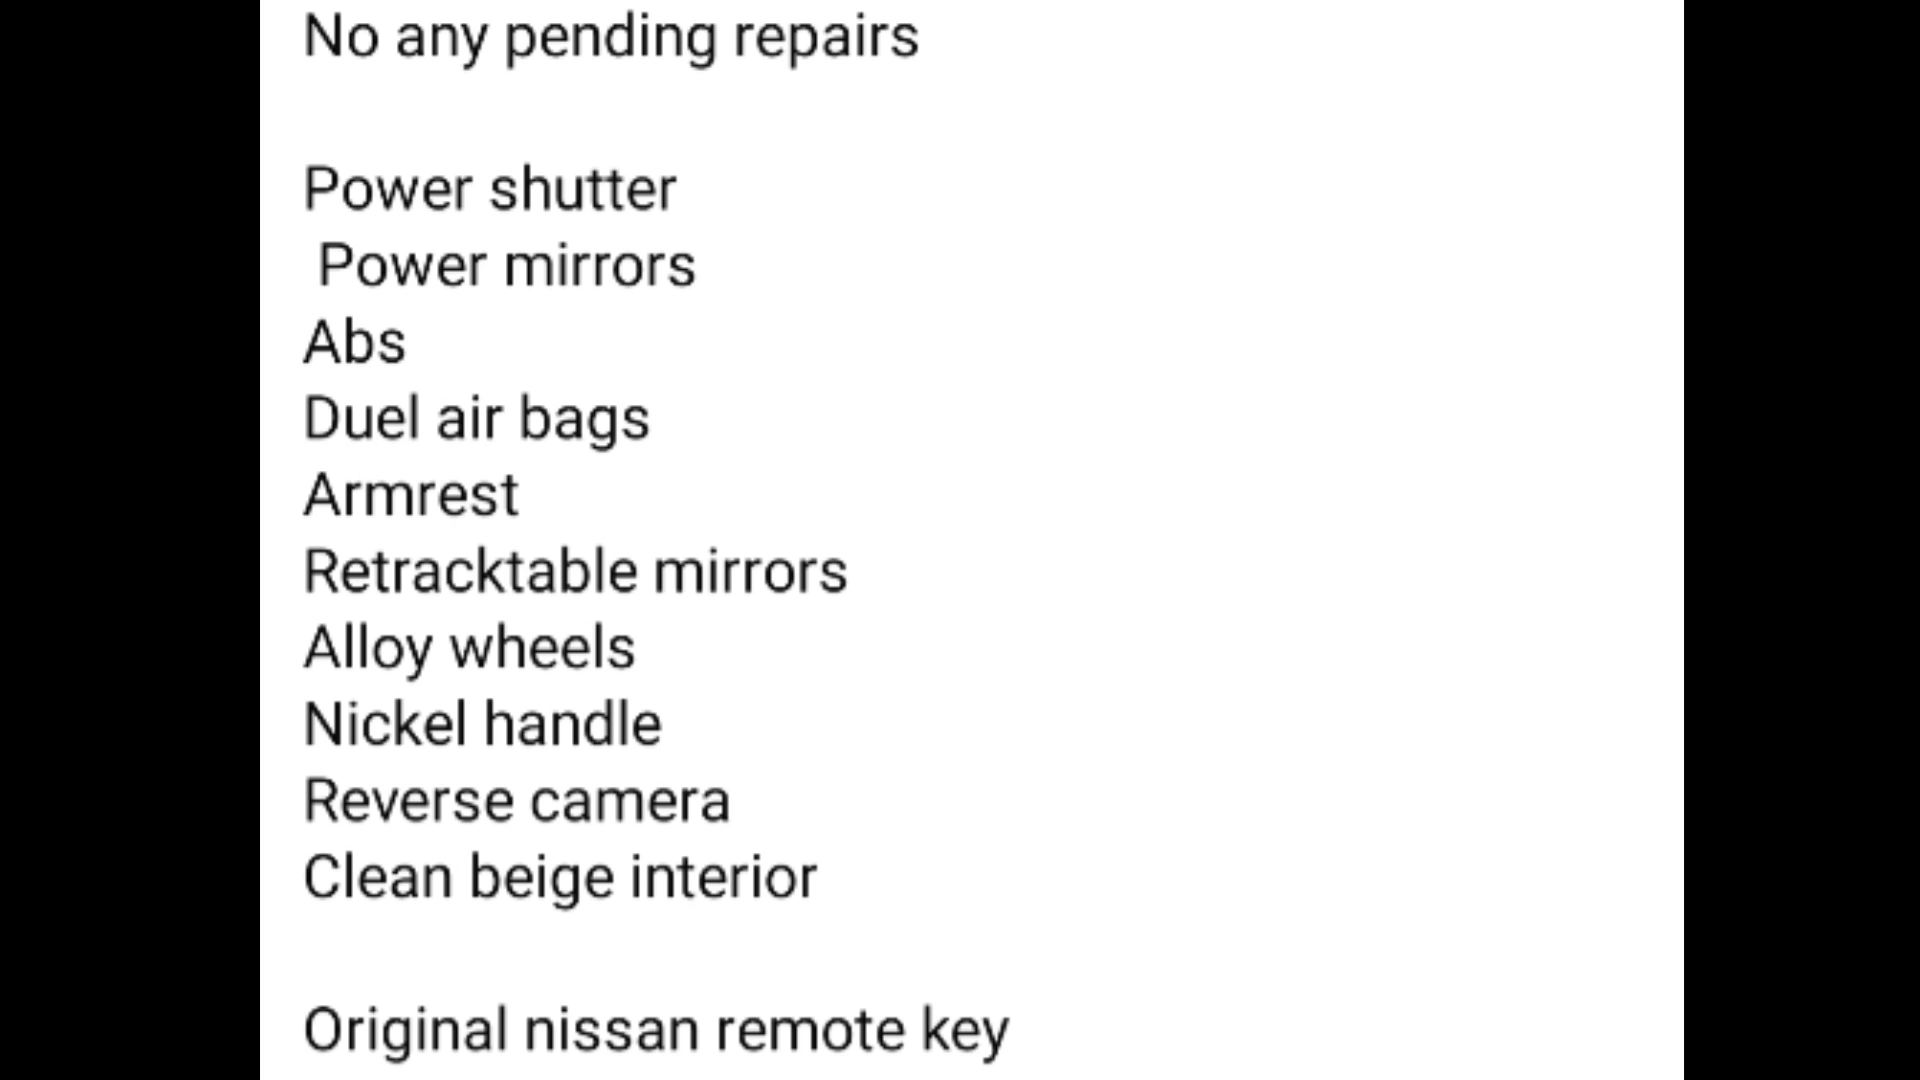 No any pending repairs
Power shutter
Power mirrors
Abs
Duel air bags
Armrest
Retracktable mirrors
Alloy wheels
Nickel handle
Reverse camera
Clean beige interior
Original nissan remote key